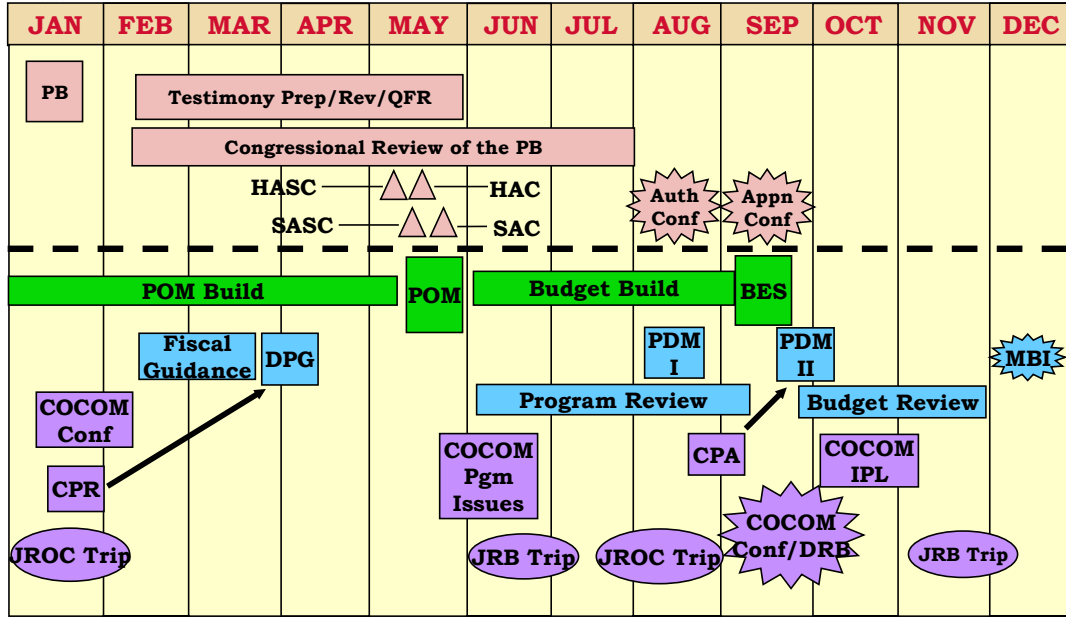 JAN FEB MAR APR MAY JUN JUL AUG SEP OCT NOV DEC
PB
Testimony Prep/Rev/QFR
Congressional Review of the PB
HASC HAC
Auth
Conf
Appn
Conf
SASC SAC
POM Build
POM
Budget Build
BES
Fiscal
Guidance
DPG
PDM
I
PDM
II
MBI
COCOM
Conf
Program Review
Budget Review
CPR
COCOM
Pgm
Issues
CPA
COCOM
IPL
JROC Trip
JRB Trip
JROC Trip
COCOM
Conf/DRB
JRB Trip